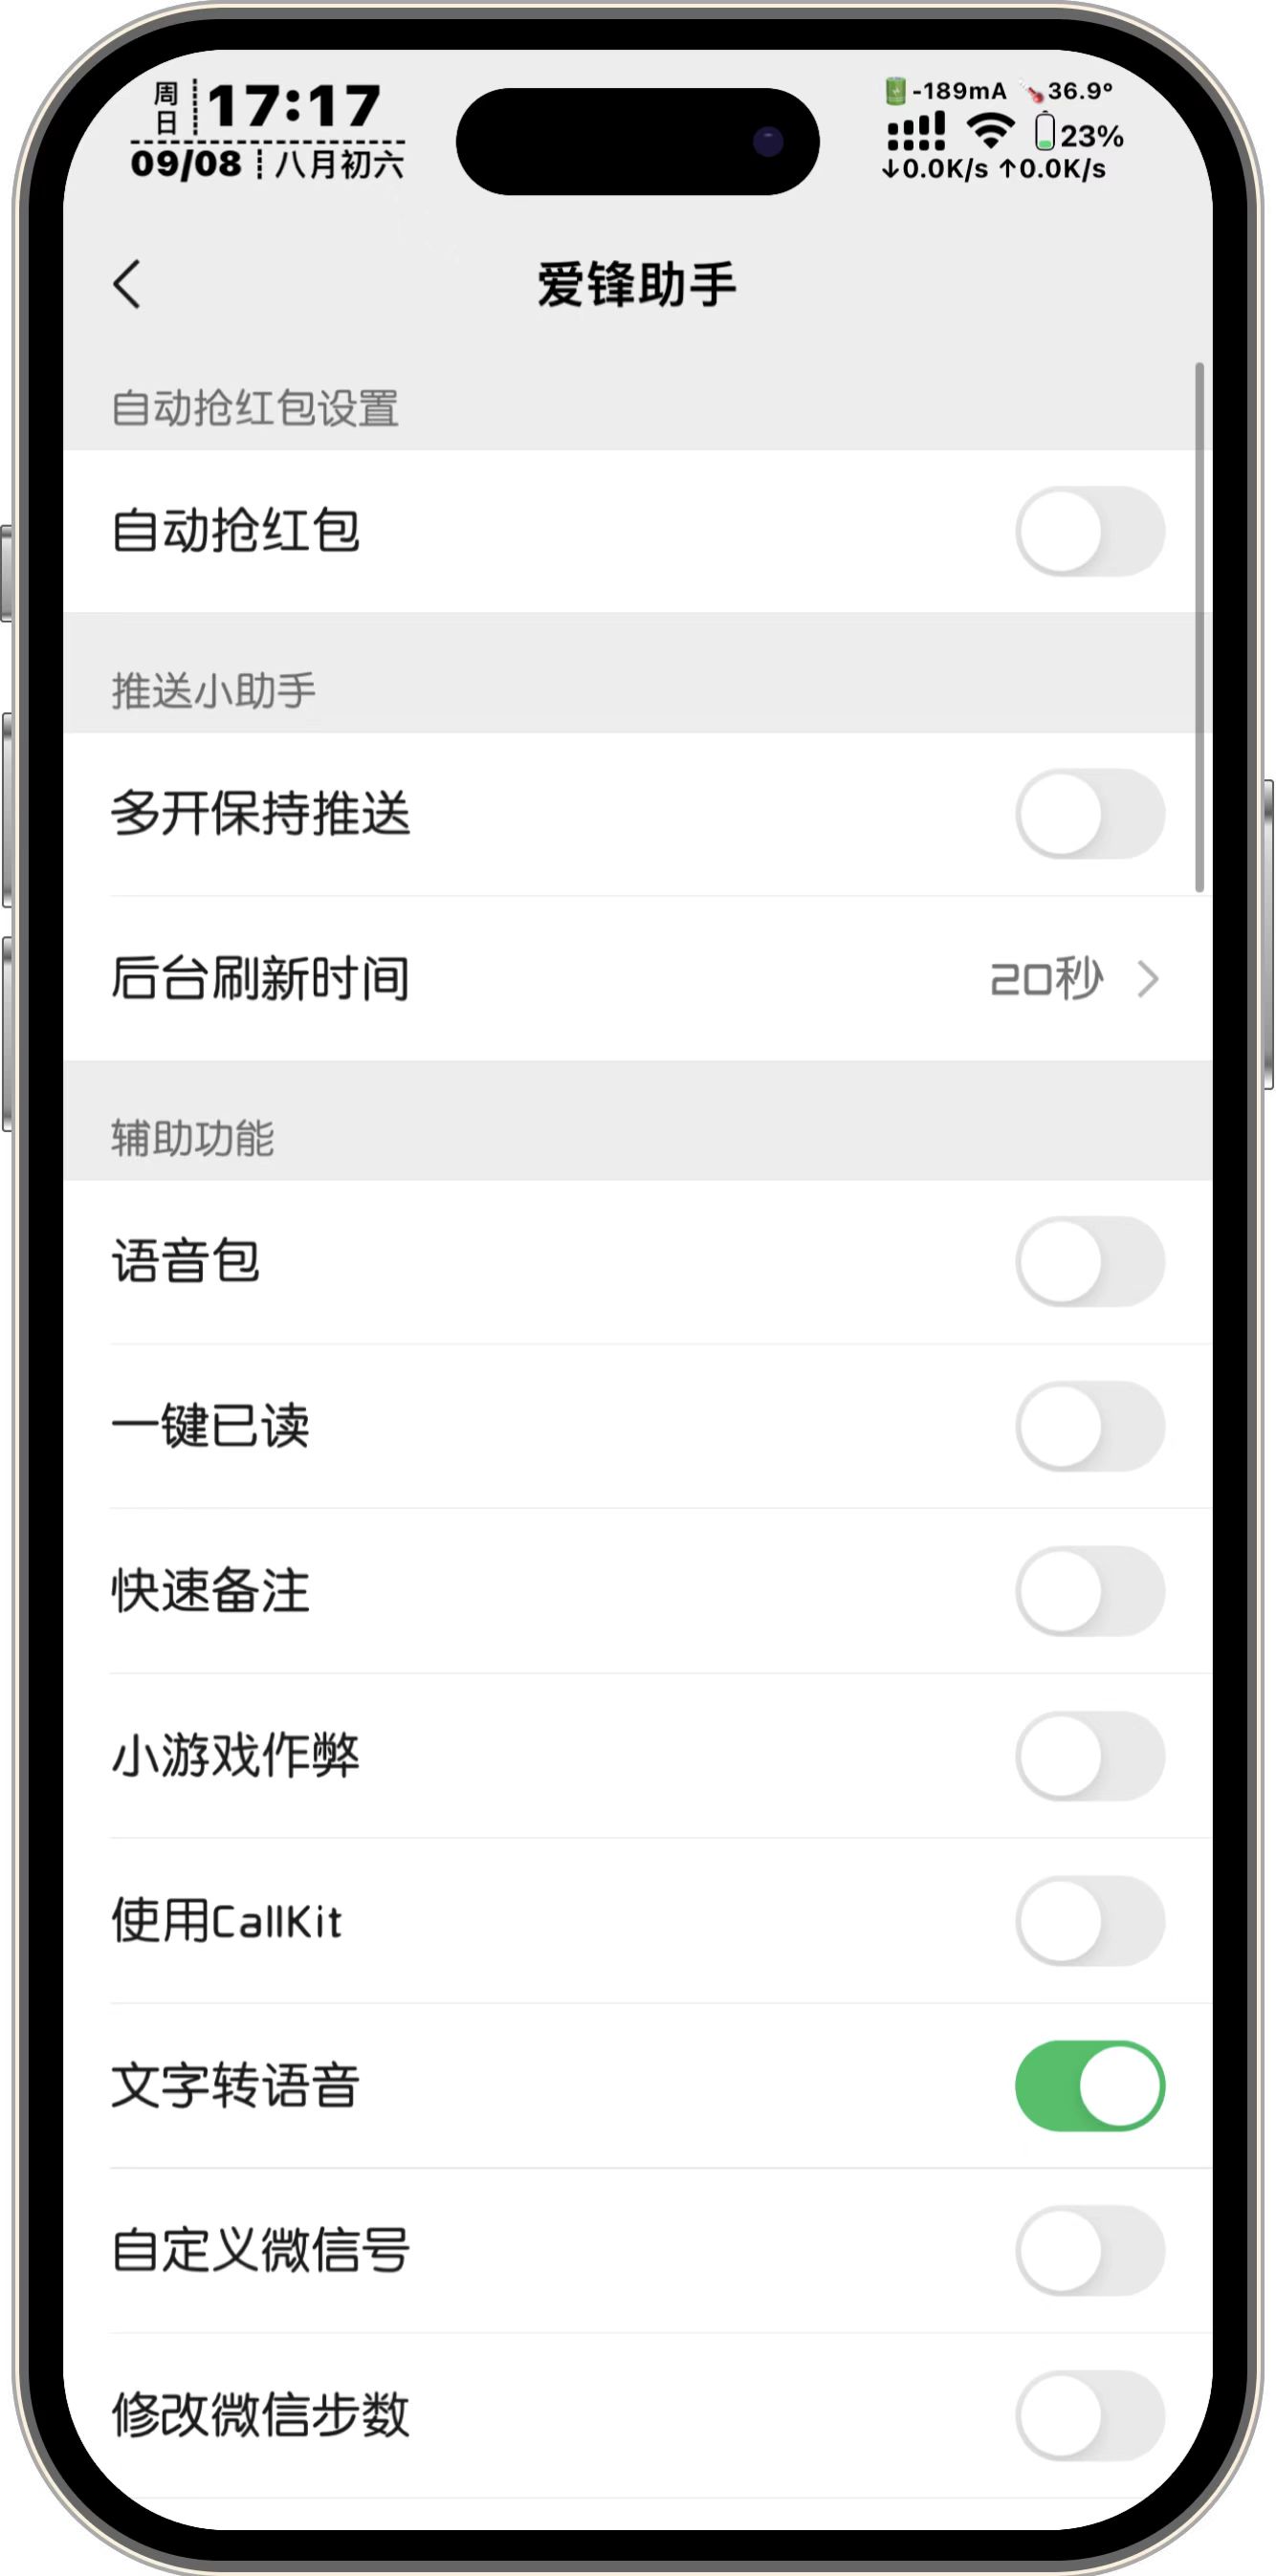 周日 17:17
09/08 八月初六
-189mA 36.9°
23%
↓0.0K/s ↑0.0K/s
爱锋助手
自动抢红包设置
自动抢红包
推送小助手
多开保持推送
后台刷新时间 20秒
辅助功能
语音包
一键已读
快速备注
小游戏作弊
使用CallKit
文字转语音
自定义微信号
修改微信步数